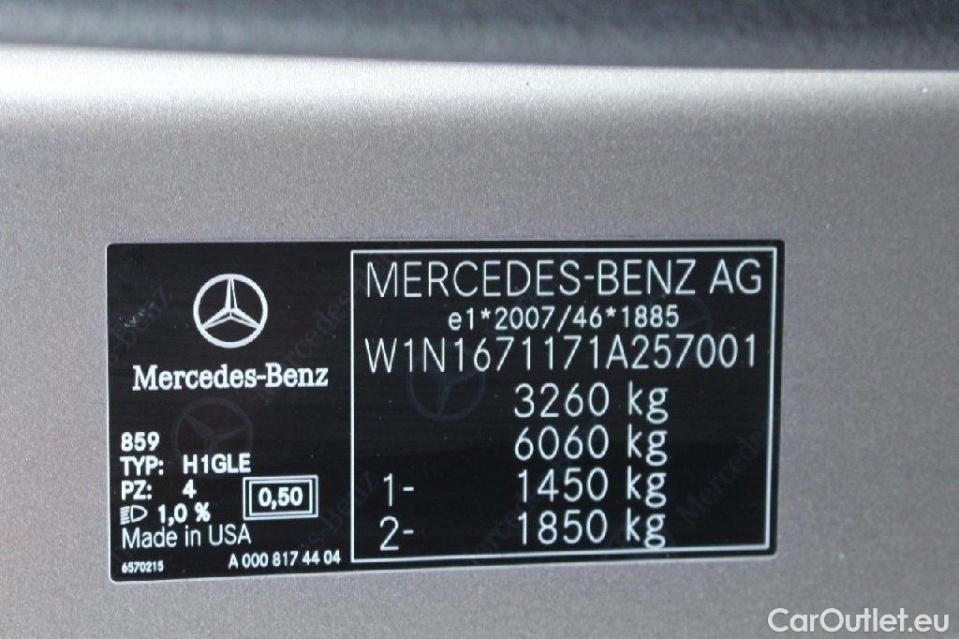 Mercedes-Benz
859
TYP: H1GLE
PZ: 4
0,50
1,0 %
Made in USA
6570215
A 000 817 44 04
MERCEDES-BENZ AG
e1*2007/46*1885
W1N1671171A257001
3260 kg
6060 kg
1- 1450 kg
2- 1850 kg
CarOutlet.eu